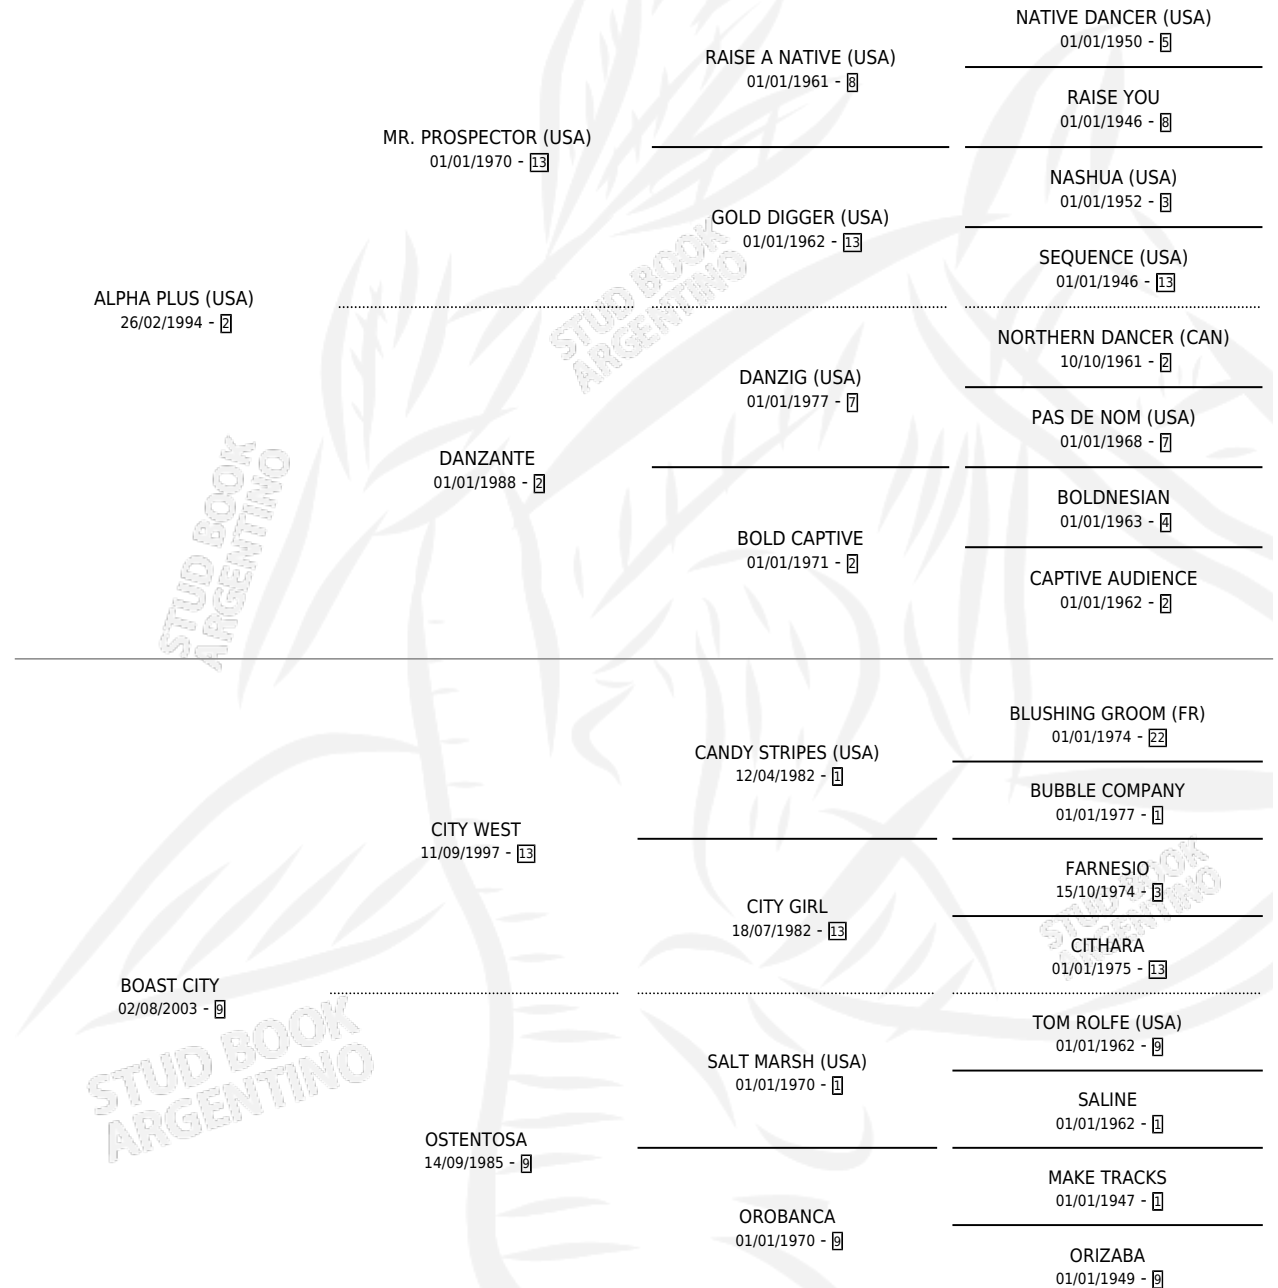 NATIVE DANCER (USA)
01/01/1950 - 5
RAISE A NATIVE (USA)
01/01/1961 - 8
RAISE YOU
01/01/1946 - 8
MR. PROSPECTOR (USA)
01/01/1970 - 13
NASHUA (USA)
01/01/1952 - 3
GOLD DIGGER (USA)
01/01/1962 - 13
SEQUENCE (USA)
01/01/1946 - 13
ALPHA PLUS (USA)
26/02/1994 - 2
NORTHERN DANCER (CAN)
10/10/1961 - 2
DANZIG (USA)
01/01/1977 - 7
PAS DE NOM (USA)
01/01/1968 - 7
DANZANTE
01/01/1988 - 2
BOLDNESIAN
01/01/1963 - 4
BOLD CAPTIVE
01/01/1971 - 2
CAPTIVE AUDIENCE
01/01/1962 - 2
BLUSHING GROOM (FR)
01/01/1974 - 22
CANDY STRIPES (USA)
12/04/1982 - 1
BUBBLE COMPANY
01/01/1977 - 1
CITY WEST
11/09/1997 - 13
FARNESIO
15/10/1974 - 3
CITY GIRL
18/07/1982 - 13
CITHARA
01/01/1975 - 13
BOAST CITY
02/08/2003 - 9
TOM ROLFE (USA)
01/01/1962 - 9
SALT MARSH (USA)
01/01/1970 - 1
SALINE
01/01/1962 - 1
OSTENTOSA
14/09/1985 - 9
MAKE TRACKS
01/01/1947 - 1
OROBANCA
01/01/1970 - 9
ORIZABA
01/01/1949 - 9
STUD BOOK
ARGENTINO
STUD BOOK
ARGENTINO
STUD BOOK
ARGENTINO
STUD BOOK
ARGENTINO